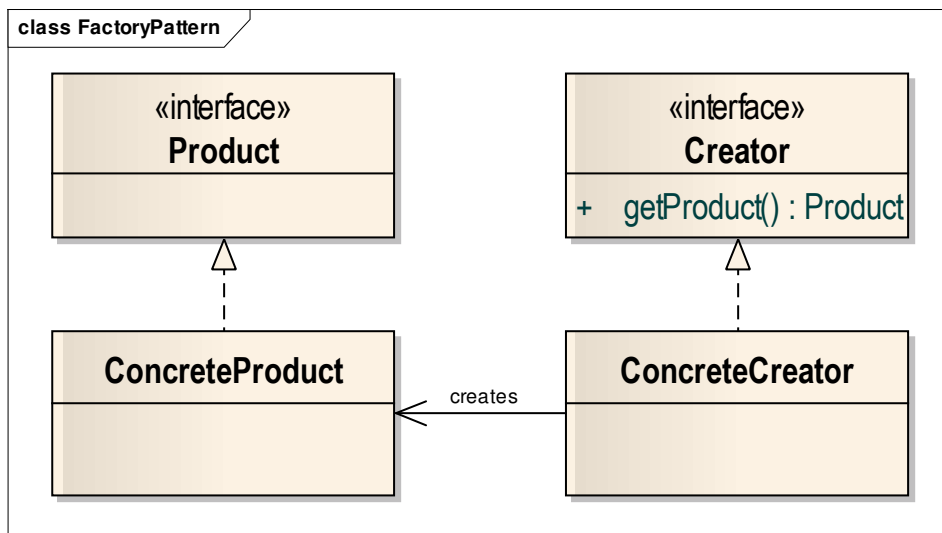 class FactoryPattern
«interface»
Product
«interface»
Creator
+ getProduct() : Product
ConcreteProduct
creates
ConcreteCreator